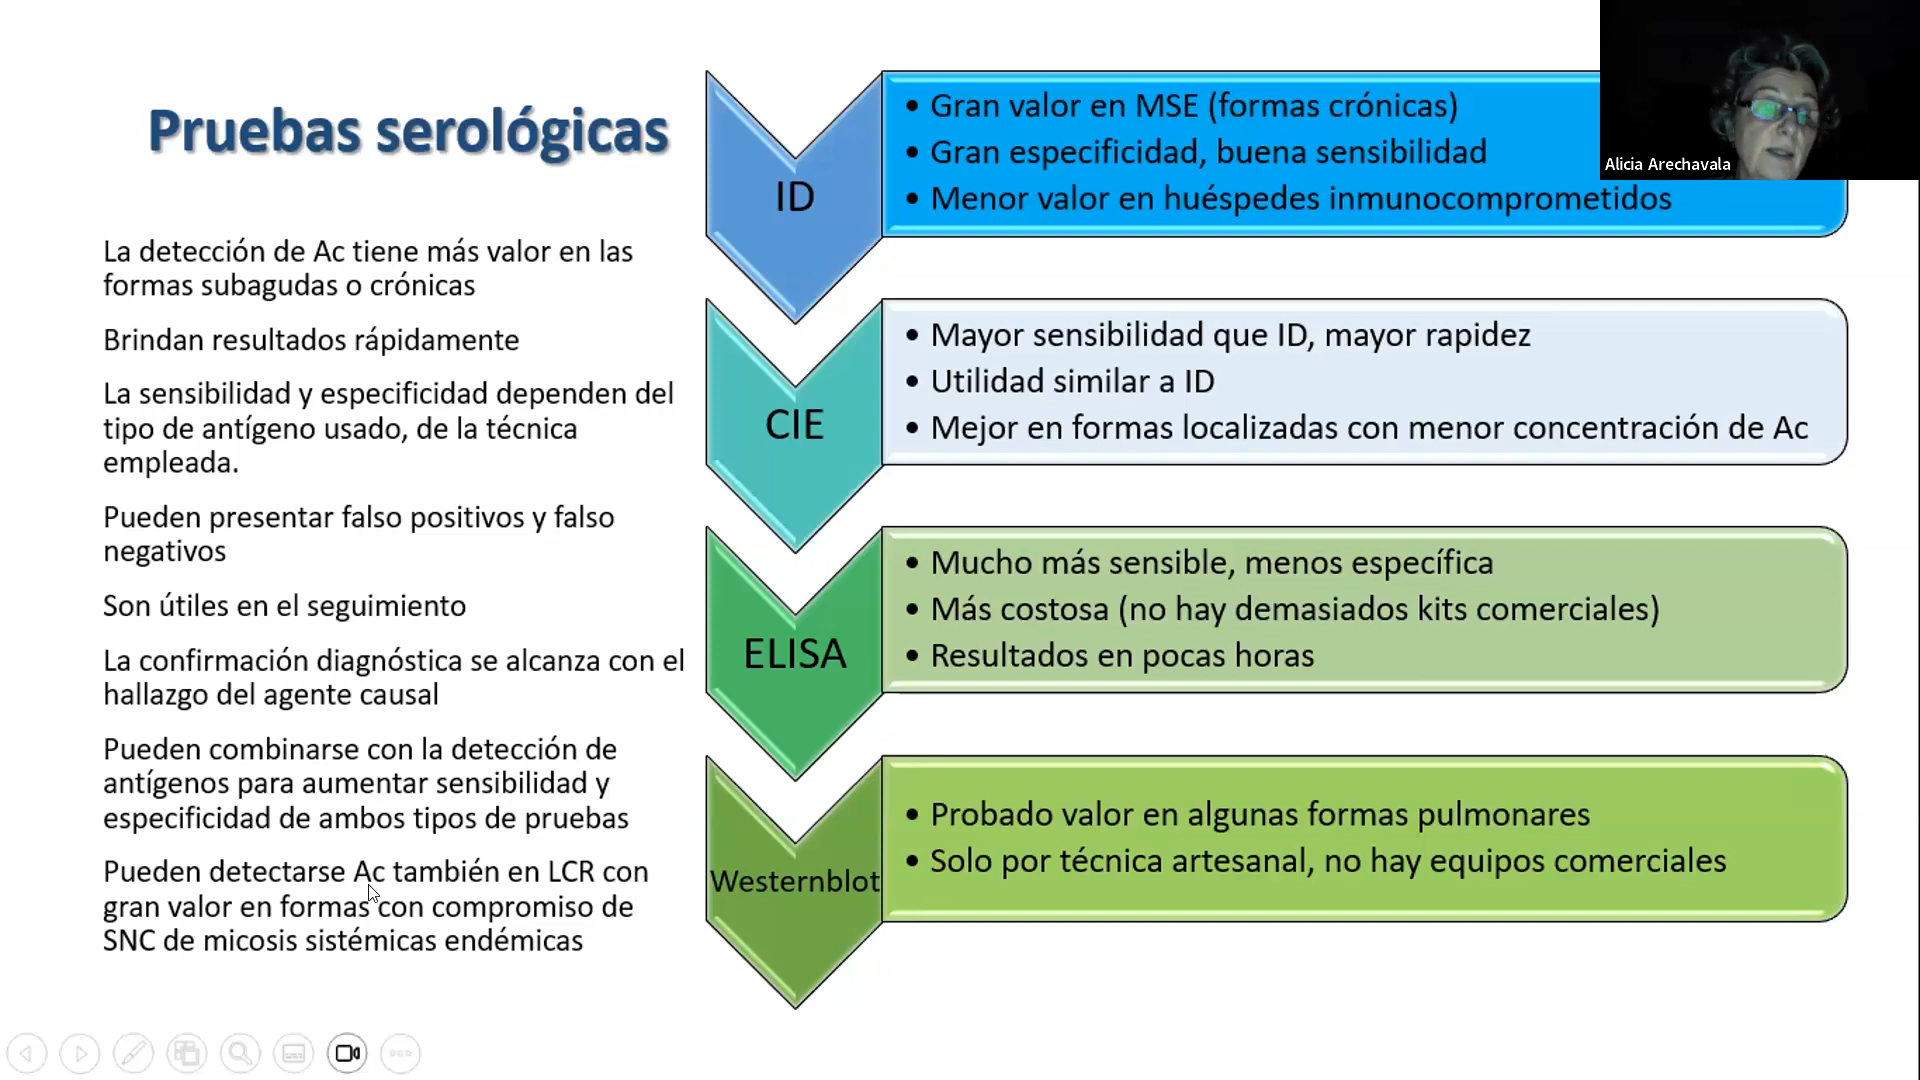 Pruebas serológicas
La detección de Ac tiene más valor en las
formas subagudas o crónicas
Brindan resultados rápidamente
La sensibilidad y especificidad dependen del
tipo de antígeno usado, de la técnica
empleada.
Pueden presentar falso positivos y falso
negativos
Son útiles en el seguimiento
La confirmación diagnóstica se alcanza con el
hallazgo del agente causal
Pueden combinarse con la detección de
antígenos para aumentar sensibilidad y
especificidad de ambos tipos de pruebas
Pueden detectarse Ac también en LCR con
gran valor en formas con compromiso de
SNC de micosis sistémicas endémicas
ID
• Gran valor en MSE (formas crónicas)
• Gran especificidad, buena sensibilidad
• Menor valor en huéspedes inmunocomprometidos
CIE
• Mayor sensibilidad que ID, mayor rapidez
• Utilidad similar a ID
• Mejor en formas localizadas con menor concentración de Ac
ELISA
• Mucho más sensible, menos específica
• Más costosa (no hay demasiados kits comerciales)
• Resultados en pocas horas
Westernblot
• Probado valor en algunas formas pulmonares
• Solo por técnica artesanal, no hay equipos comerciales
Alicia Arechavala